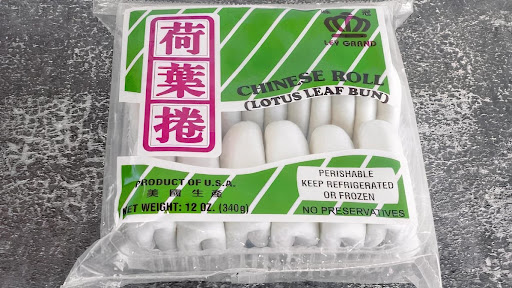 LEY GRAND
荷葉捲
CHINESE ROLL
(LOTUS LEAF BUN)
PRODUCT OF U.S.A.
美國生產
NET WEIGHT: 12 OZ. (340g)
PERISHABLE
KEEP REFRIGERATED
OR FROZEN
NO PRESERVATIVES